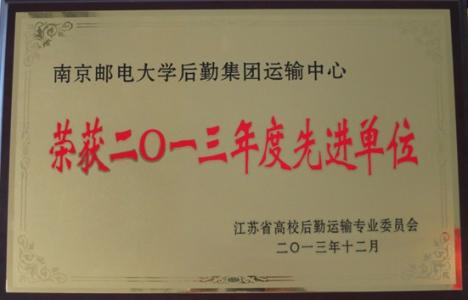 南京邮电大学后勤集团运输中心
荣获二〇一三年度先进单位
江苏省高校后勤运输专业委员会
二〇一三年十二月